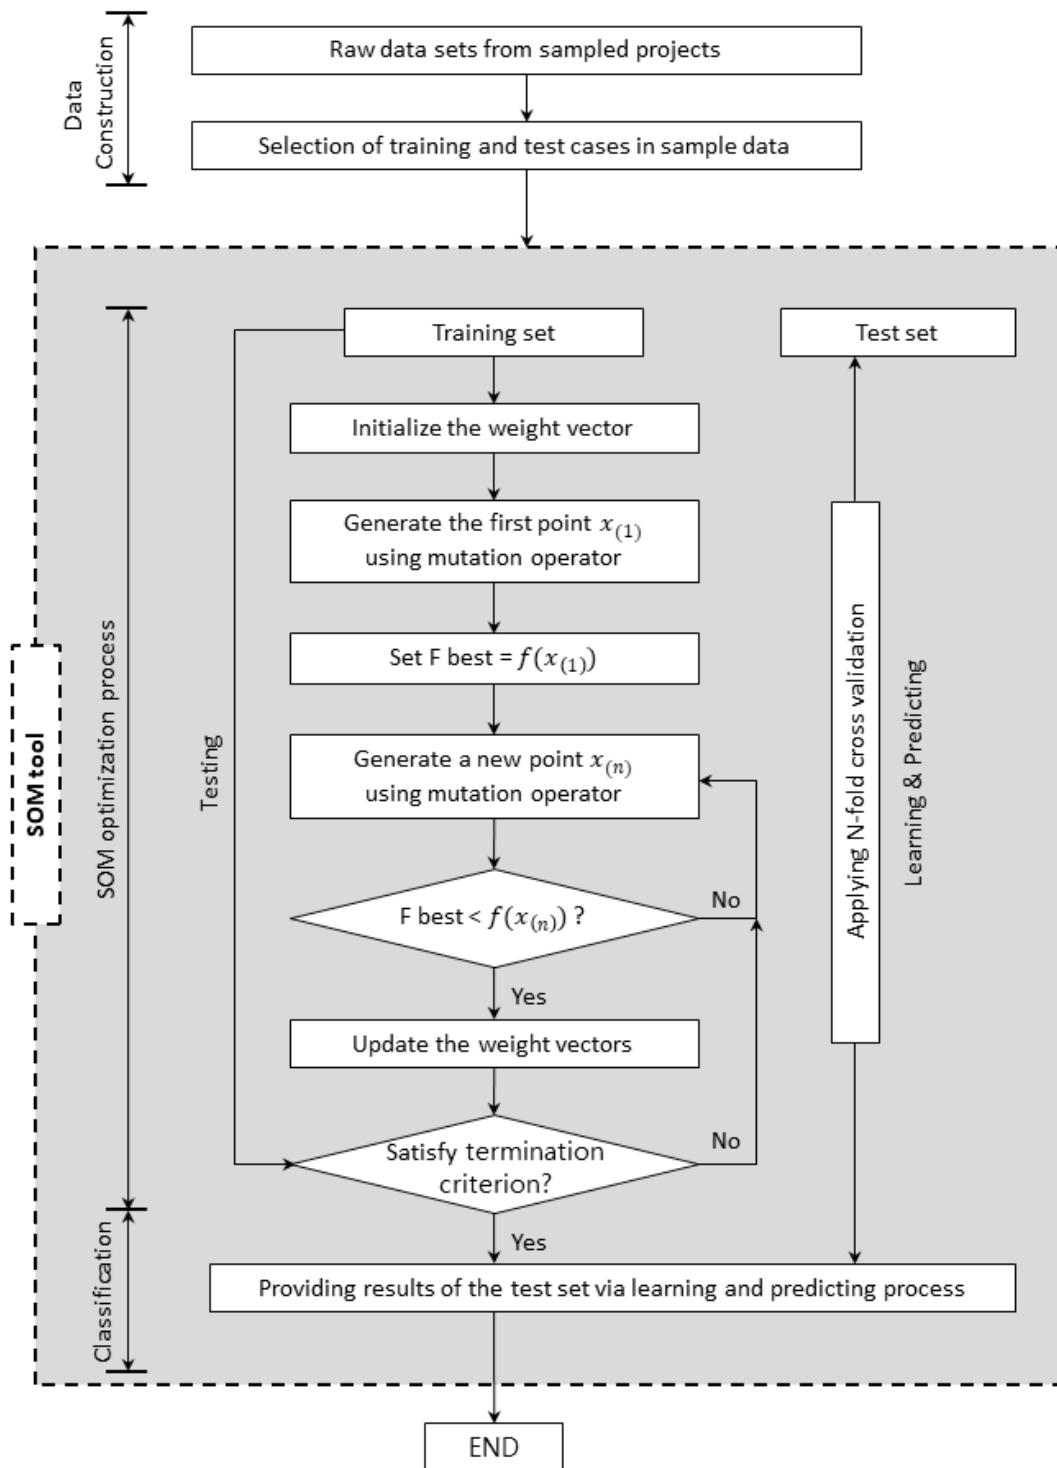 Raw data sets from sampled projects
Data
Construction
Selection of training and test cases in sample data
Training set
Test set
Initialize the weight vector
Generate the first point x(1)
using mutation operator
Set F best = f(x(1))
Generate a new point x(n)
using mutation operator
F best < f(x(n)) ?
No
Yes
Update the weight vectors
Satisfy termination
criterion?
No
Yes
Testing
SOM optimization process
SOM tool
Applying N-fold cross validation
Learning & Predicting
Classification
Providing results of the test set via learning and predicting process
END